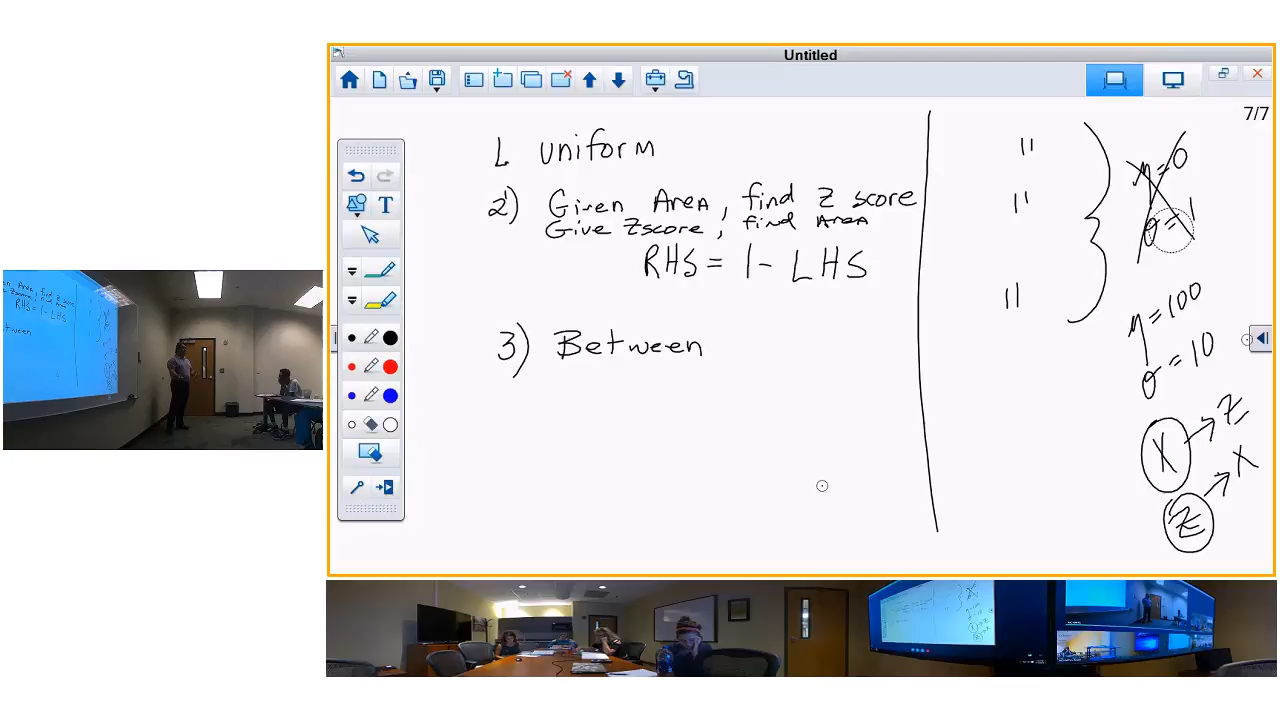 Untitled
7/7
L uniform
2) Given Area, find Z score
Give Zscore, find Area
RHS = 1 - LHS
3) Between
"
"
"
η = 0
σ = 1
η = 100
σ = 10
X → Z
Z → X
T